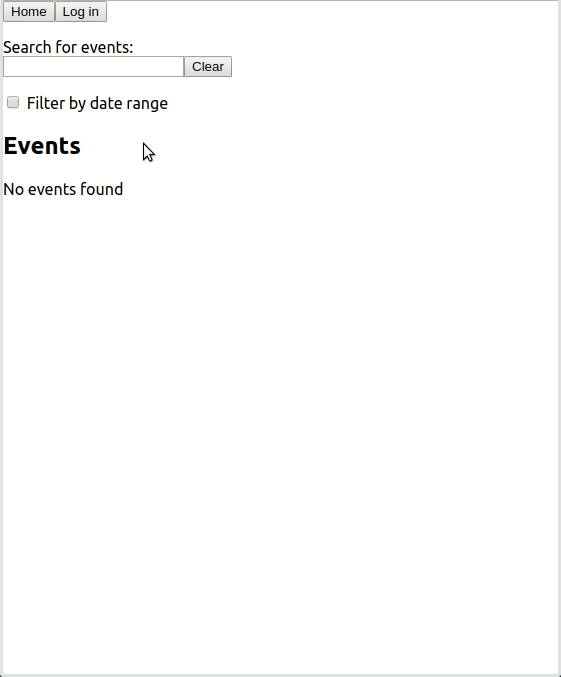 Home Log in
Search for events:
Clear
Filter by date range
Events
No events found